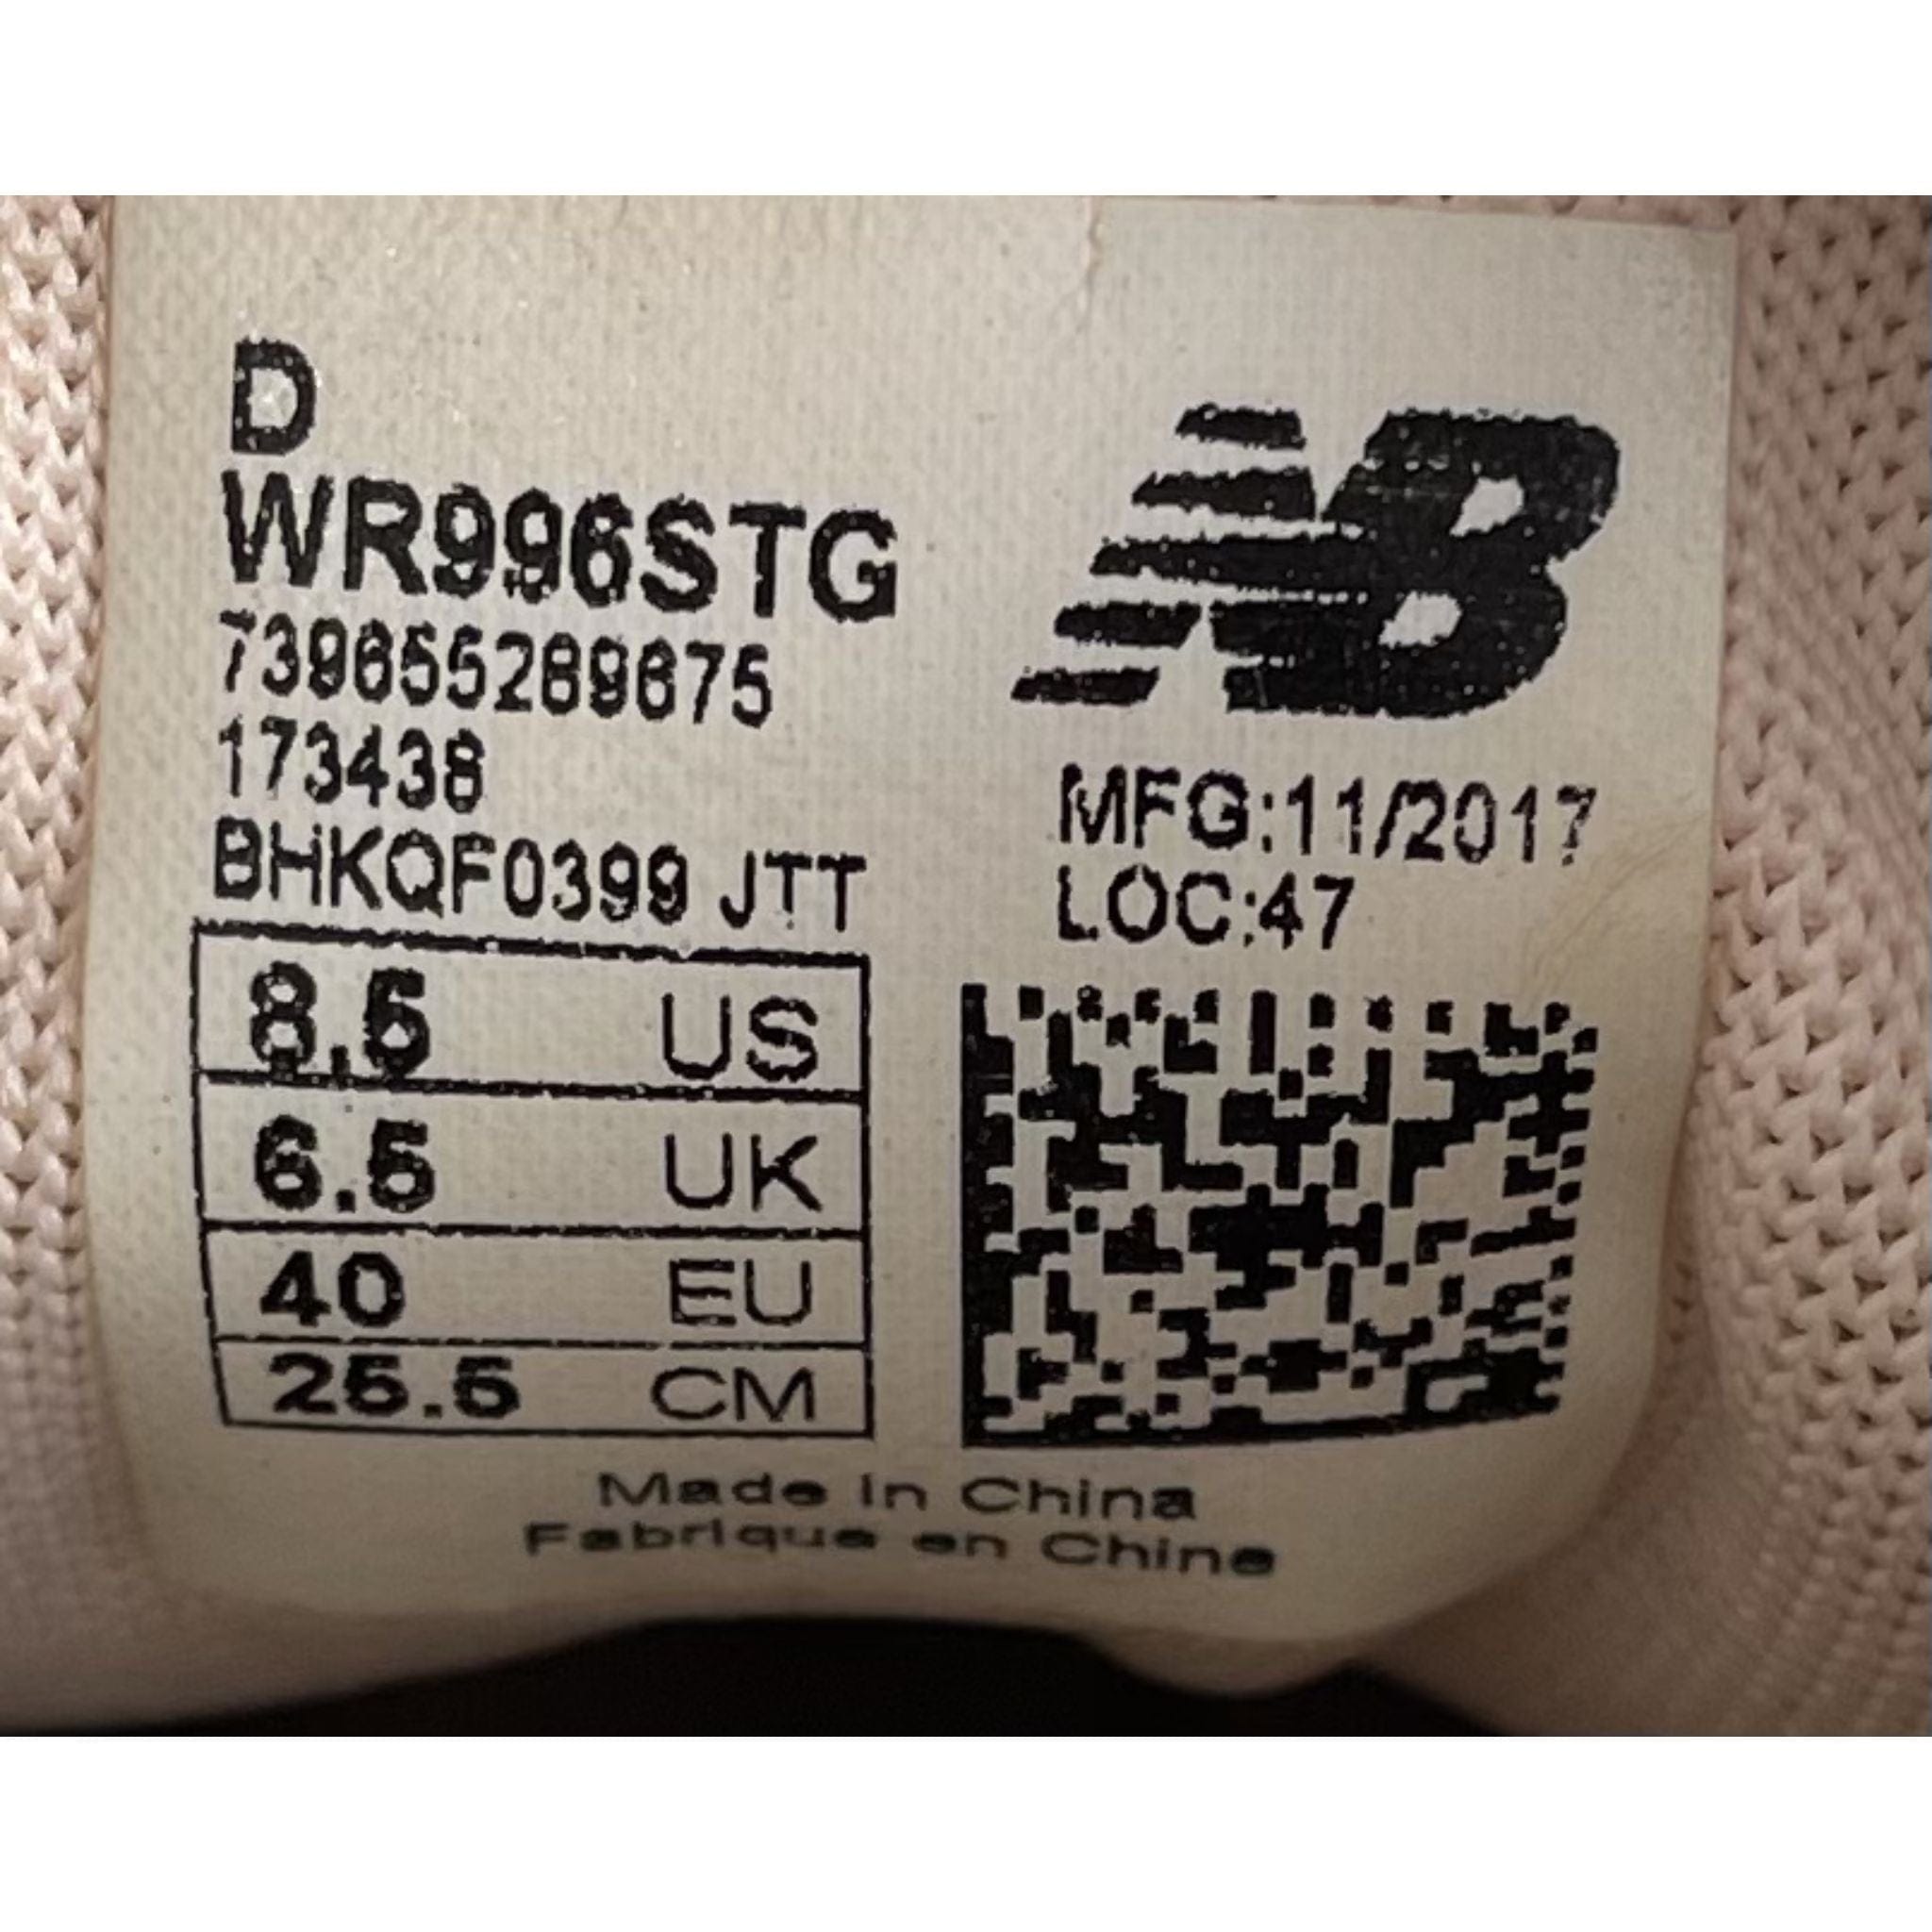 D
WR996STG
739655289675
173438
BHKQF0399 JTT
8.5 US
6.5 UK
40 EU
25.5 CM
NB
MFG:11/2017
LOC:47
Made in China
Fabrique en Chine